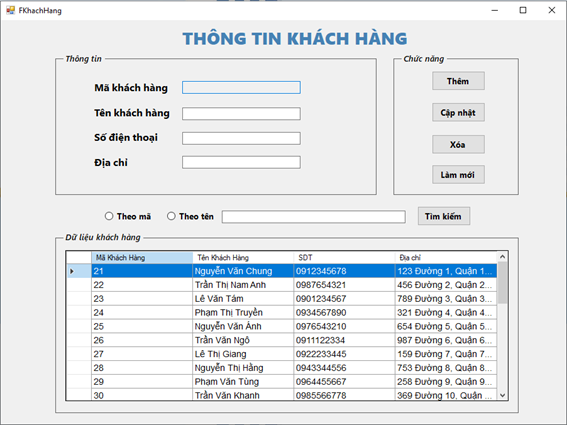 FKhachHang
THÔNG TIN KHÁCH HÀNG
Thông tin
Mã khách hàng
Tên khách hàng
Số điện thoại
Địa chỉ
Chức năng
Thêm
Cập nhật
Xóa
Làm mới
Theo mã Theo tên Tìm kiếm
Dữ liệu khách hàng
Mã Khách Hàng Tên Khách Hàng SDT Địa chỉ
21 Nguyễn Văn Chung 0912345678 123 Đường 1, Quận 1...
22 Trần Thị Nam Anh 0987654321 456 Đường 2, Quận 2...
23 Lê Văn Tám 0901234567 789 Đường 3, Quận 3...
24 Phạm Thị Truyền 0934567890 321 Đường 4, Quận 4...
25 Nguyễn Văn Ánh 0976543210 654 Đường 5, Quận 5...
26 Trần Văn Ngô 0911122334 987 Đường 6, Quận 6...
27 Lê Thị Giang 0922233445 159 Đường 7, Quận 7...
28 Nguyễn Thị Hằng 0943344556 753 Đường 8, Quận 8...
29 Phạm Văn Tùng 0964455667 258 Đường 9, Quận 9...
30 Trần Văn Khanh 0985566778 369 Đường 10, Quận ...